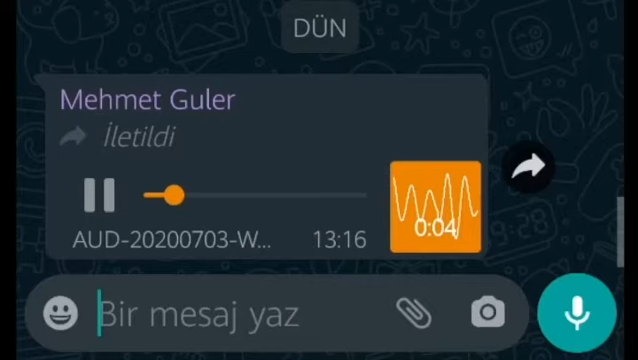 DÜN
Mehmet Guler
İletildi
0:04
AUD-20200703-W... 13:16
Bir mesaj yaz